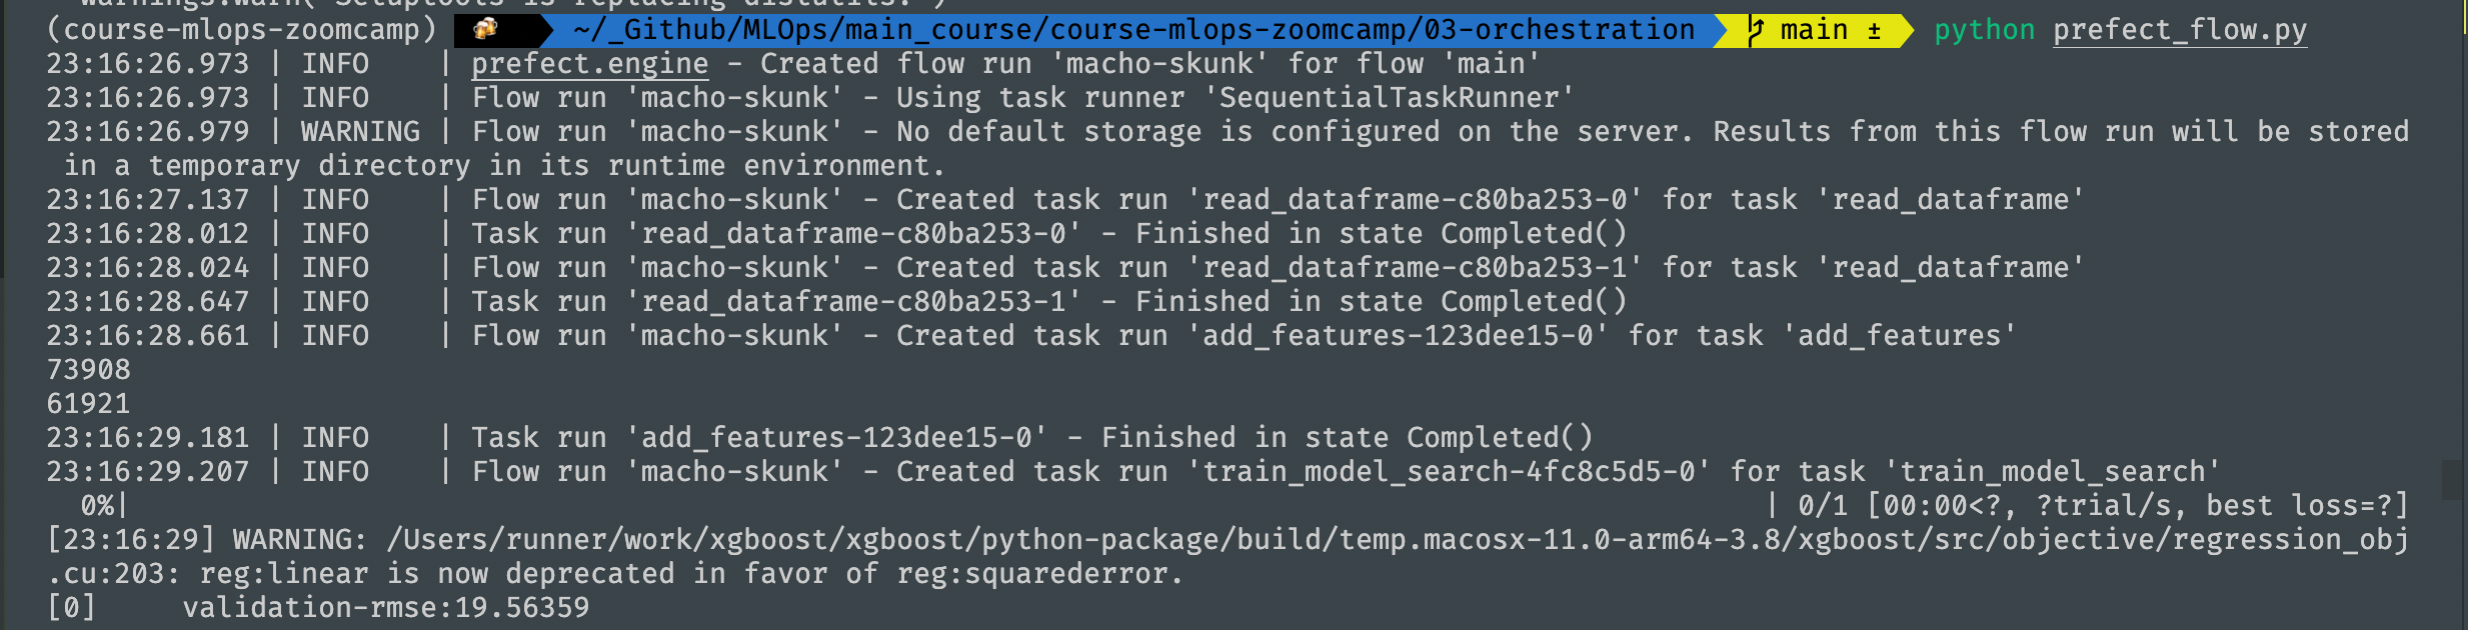 warnings.warn("Setuptools is replacing distutils.")
(course-mlops-zoomcamp) 🍻 ~/_Github/MLOps/main_course/course-mlops-zoomcamp/03-orchestration main ± python prefect_flow.py
23:16:26.973 | INFO    | prefect.engine - Created flow run 'macho-skunk' for flow 'main'
23:16:26.973 | INFO    | Flow run 'macho-skunk' - Using task runner 'SequentialTaskRunner'
23:16:26.979 | WARNING | Flow run 'macho-skunk' - No default storage is configured on the server. Results from this flow run will be stored
 in a temporary directory in its runtime environment.
23:16:27.137 | INFO    | Flow run 'macho-skunk' - Created task run 'read_dataframe-c80ba253-0' for task 'read_dataframe'
23:16:28.012 | INFO    | Task run 'read_dataframe-c80ba253-0' - Finished in state Completed()
23:16:28.024 | INFO    | Flow run 'macho-skunk' - Created task run 'read_dataframe-c80ba253-1' for task 'read_dataframe'
23:16:28.647 | INFO    | Task run 'read_dataframe-c80ba253-1' - Finished in state Completed()
23:16:28.661 | INFO    | Flow run 'macho-skunk' - Created task run 'add_features-123dee15-0' for task 'add_features'
73908
61921
23:16:29.181 | INFO    | Task run 'add_features-123dee15-0' - Finished in state Completed()
23:16:29.207 | INFO    | Flow run 'macho-skunk' - Created task run 'train_model_search-4fc8c5d5-0' for task 'train_model_search'
  0%|          | 0/1 [00:00<?, ?trial/s, best loss=?]
[23:16:29] WARNING: /Users/runner/work/xgboost/xgboost/python-package/build/temp.macosx-11.0-arm64-3.8/xgboost/src/objective/regression_obj
.cu:203: reg:linear is now deprecated in favor of reg:squarederror.
[0]     validation-rmse:19.56359